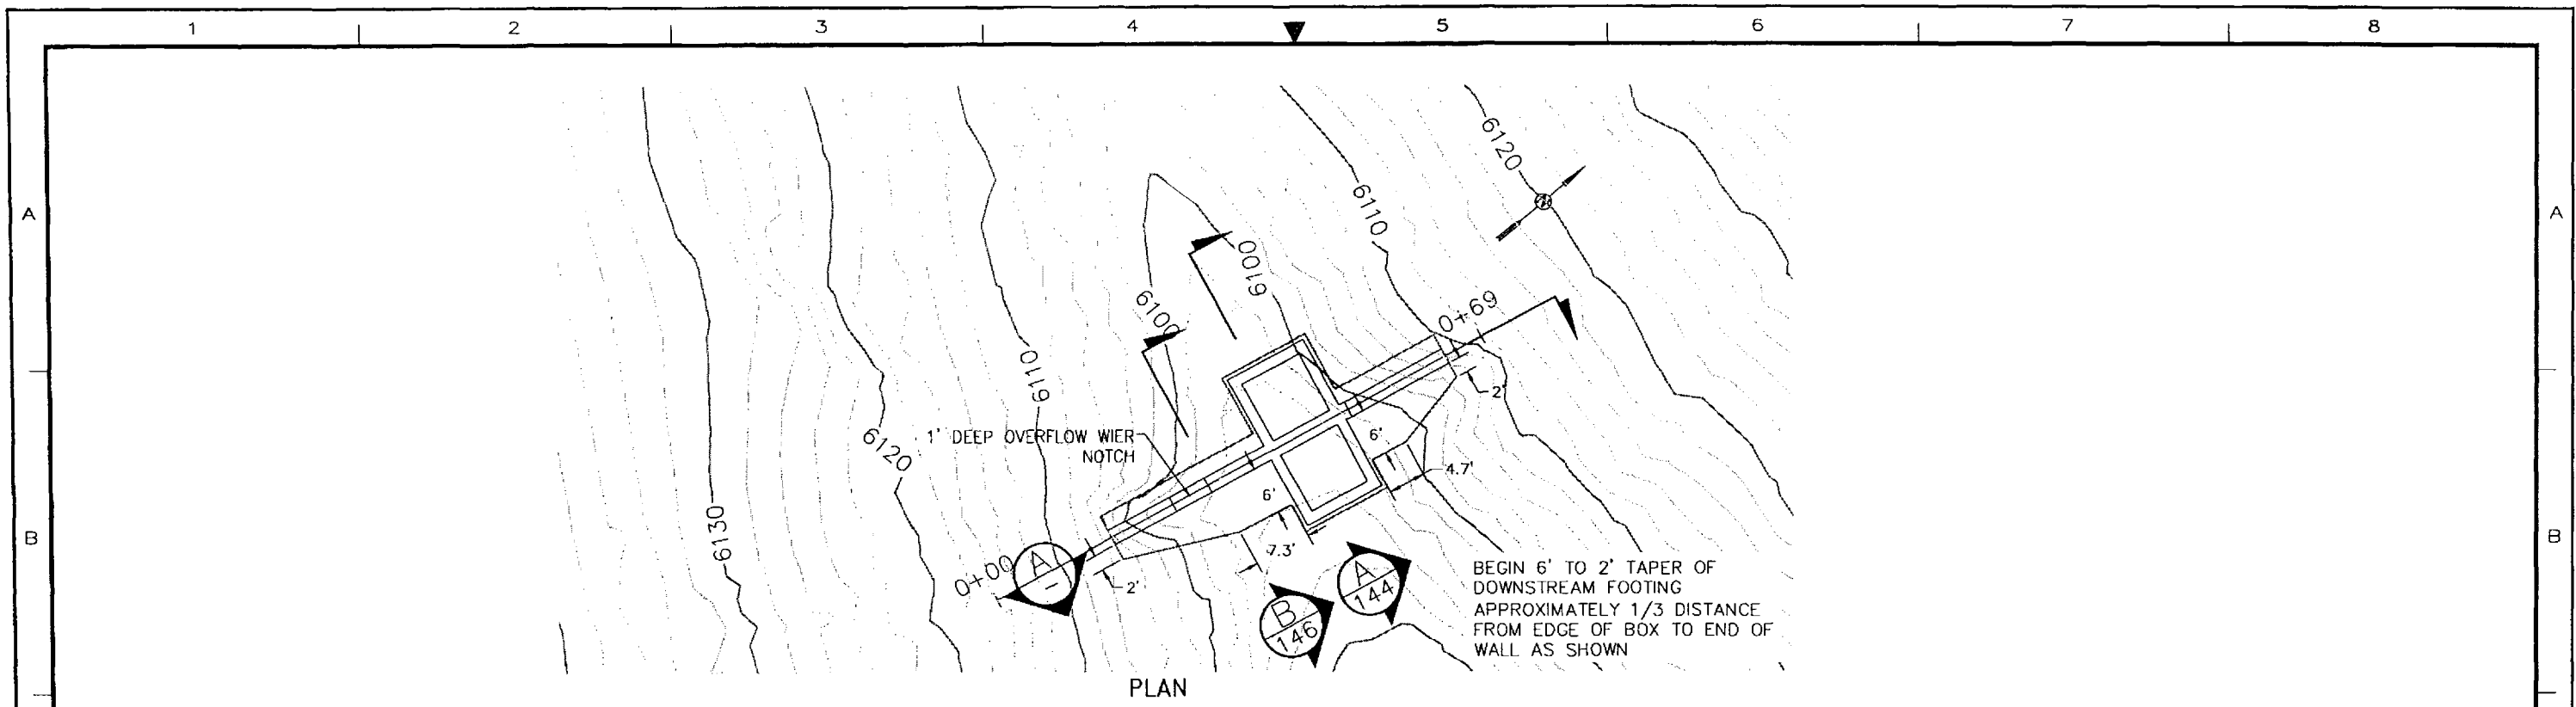 1 2 3 4 5 6 7 8
A A
B B
6120
6110
6100
6100
0+69
6110
2'
1' DEEP OVERFLOW WIER
NOTCH
6120
6'
4.7'
6'
6130
7.3'
0+00
A
-
2'
A
144
B
146
BEGIN 6' TO 2' TAPER OF
DOWNSTREAM FOOTING
APPROXIMATELY 1/3 DISTANCE
FROM EDGE OF BOX TO END OF
WALL AS SHOWN
PLAN